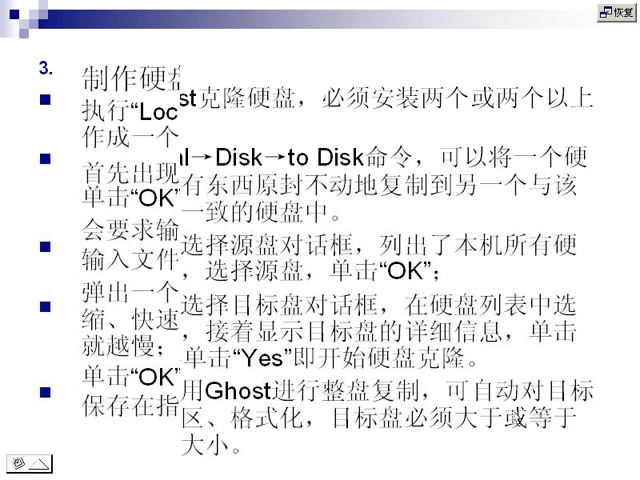 恢复
3.
制作硬盘
st克隆硬盘，必须安装两个或两个以上
执行“Loc
作成一个
al→Disk→to Disk命令，可以将一个硬
首先出现
有东西原封不动地复制到另一个与该
单击“OK”
一致的硬盘中。
会要求输
选择源盘对话框，列出了本机所有硬
输入文件
，选择源盘，单击“OK”；
弹出一个
选择目标盘对话框，在硬盘列表中选
缩、快速
，接着显示目标盘的详细信息，单击
就越慢；
单击“Yes”即开始硬盘克隆。
单击“OK”
用Ghost进行整盘复制，可自动对目标
保存在指
区、格式化，目标盘必须大于或等于
大小。